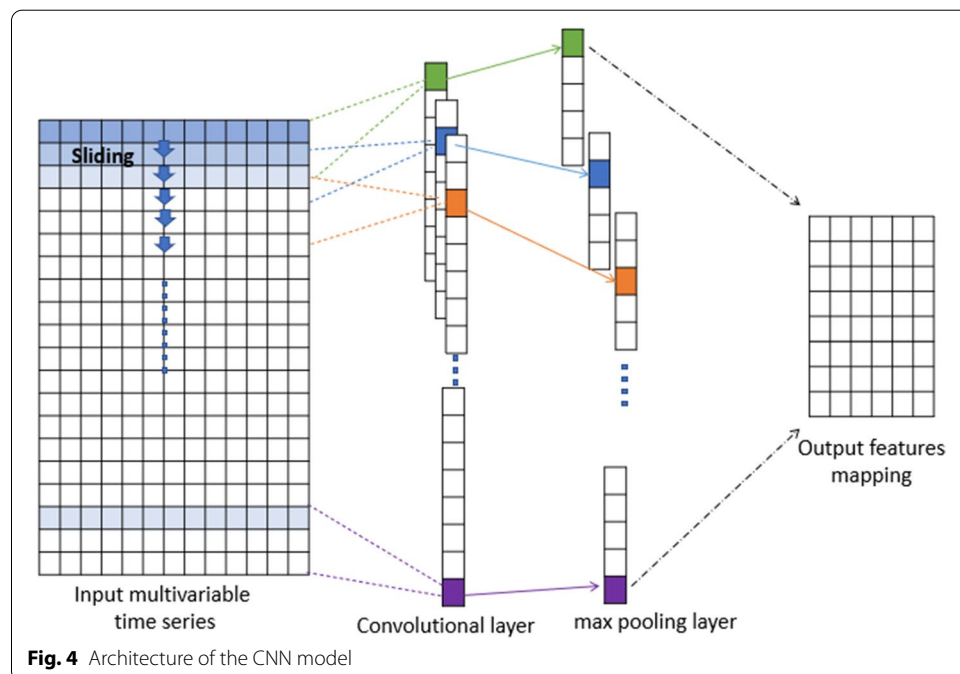 Sliding
Input multivariable
time series
Convolutional layer
max pooling layer
Output features
mapping
Fig. 4 Architecture of the CNN model